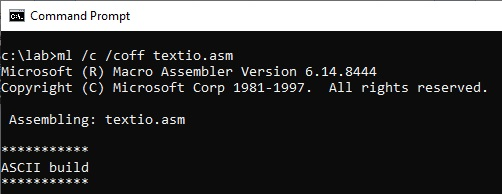 Command Prompt
c:\lab>ml /c /coff textio.asm
Microsoft (R) Macro Assembler Version 6.14.8444
Copyright (C) Microsoft Corp 1981-1997.  All rights reserved.
Assembling: textio.asm
***********
ASCII build
***********